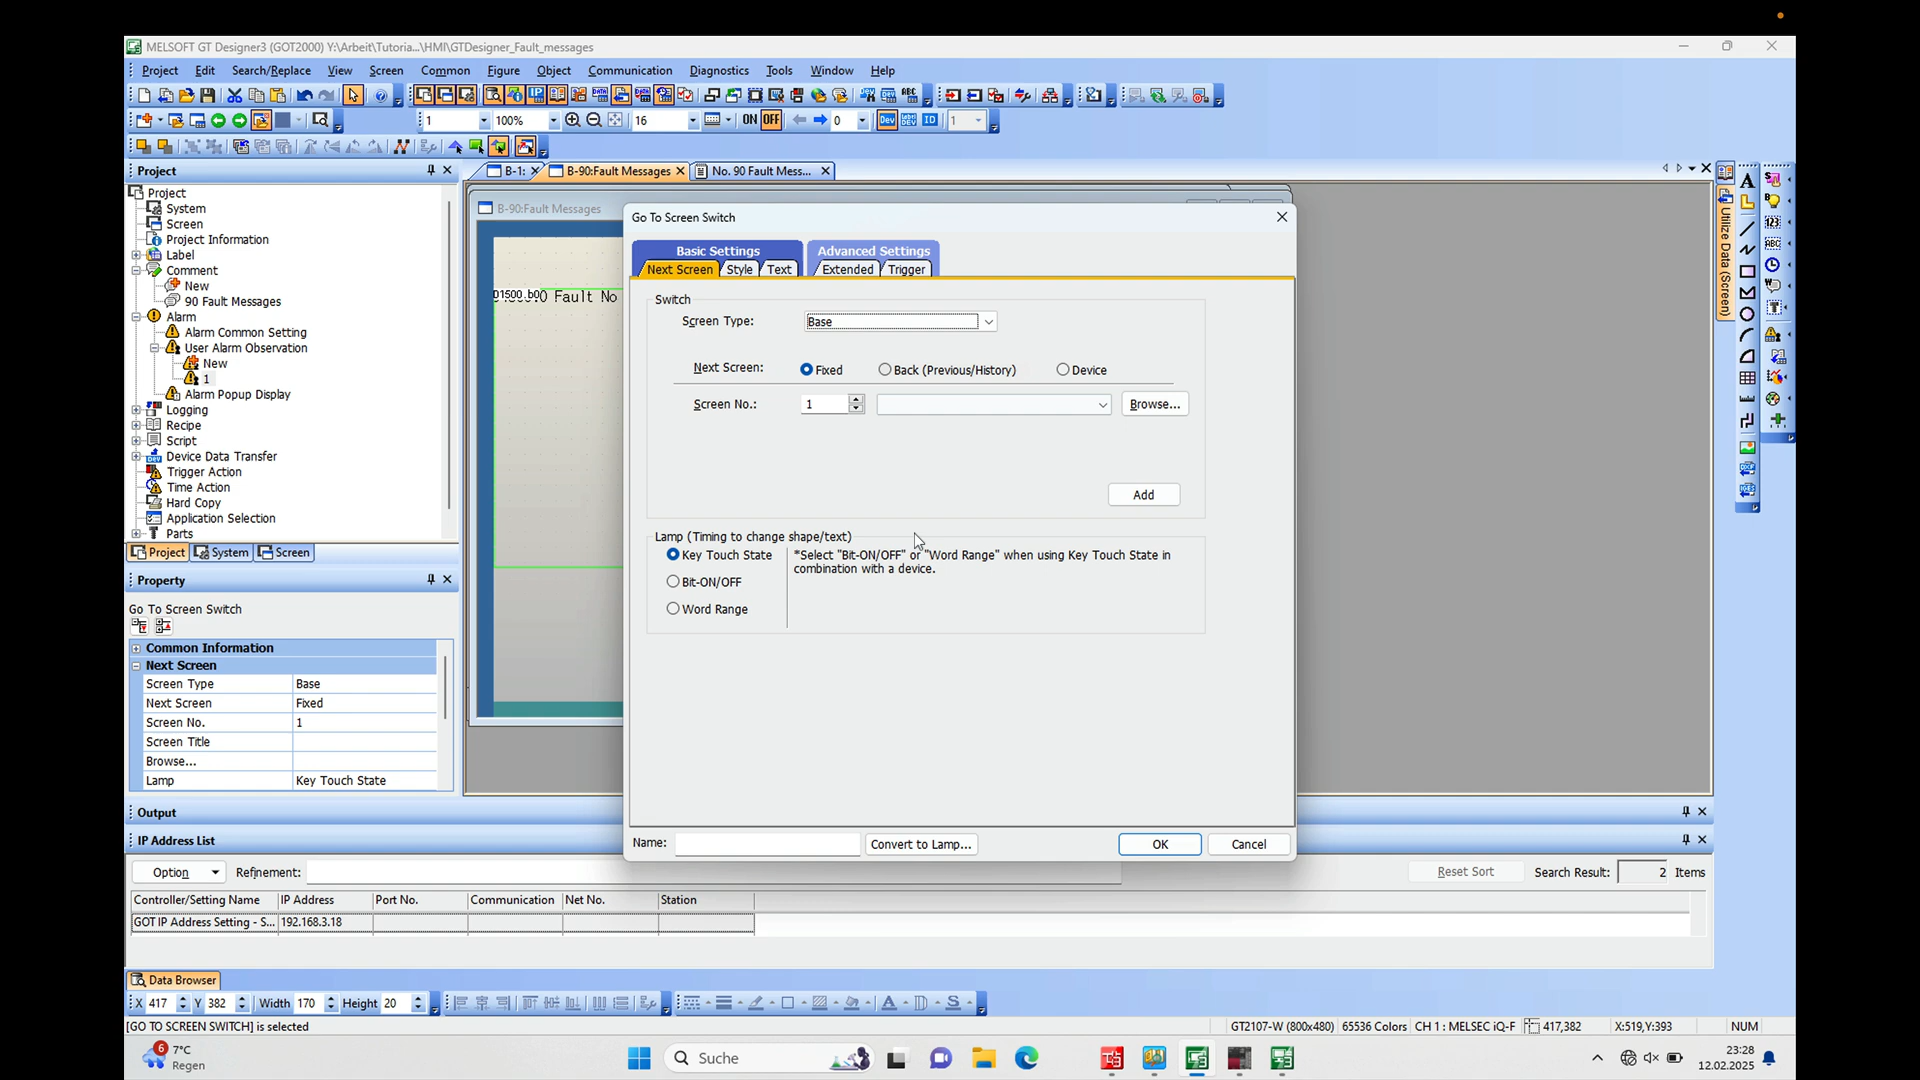 MELSOFT GT Designer3 (GOT2000) Y:\Arbeit\Tutoria...\HMI\GTDesigner_Fault_messages
Project Edit Search/Replace View Screen Common Figure Object Communication Diagnostics Tools Window Help
1 100% 16 ON OFF 0 Dev ID 1
Project
B-1: B-90:Fault Messages No. 90 Fault Mess...
Project
System
Screen
Project Information
Label
Comment
New
90 Fault Messages
Alarm
Alarm Common Setting
User Alarm Observation
New
1
Alarm Popup Display
Logging
Recipe
Script
Device Data Transfer
Trigger Action
Time Action
Hard Copy
Application Selection
Parts
Project System Screen
Property
Go To Screen Switch
Common Information
Next Screen
Screen Type Base
Next Screen Fixed
Screen No. 1
Screen Title
Browse...
Lamp Key Touch State
B-90:Fault Messages
Fault No
Go To Screen Switch
Basic Settings Advanced Settings
Next Screen Style Text Extended Trigger
Switch
Screen Type: Base
Next Screen: Fixed Back (Previous/History) Device
Screen No.: 1 Browse...
Add
Lamp (Timing to change shape/text)
Key Touch State
Bit-ON/OFF
Word Range
*Select "Bit-ON/OFF" or "Word Range" when using Key Touch State in
combination with a device.
Name: Convert to Lamp... OK Cancel
Utilize Data (Screen)
Output
IP Address List
Option Refinement: Reset Sort Search Result: 2 Items
Controller/Setting Name IP Address Port No. Communication Net No. Station
GOT IP Address Setting - S... 192.168.3.18
Data Browser
X 417 Y 382 Width 170 Height 20
[GO TO SCREEN SWITCH] is selected
GT2107-W (800x480) 65536 Colors CH 1 : MELSEC iQ-F 417,382 X:519,Y:393 NUM
6
7°C
Regen
Suche
23:28
12.02.2025